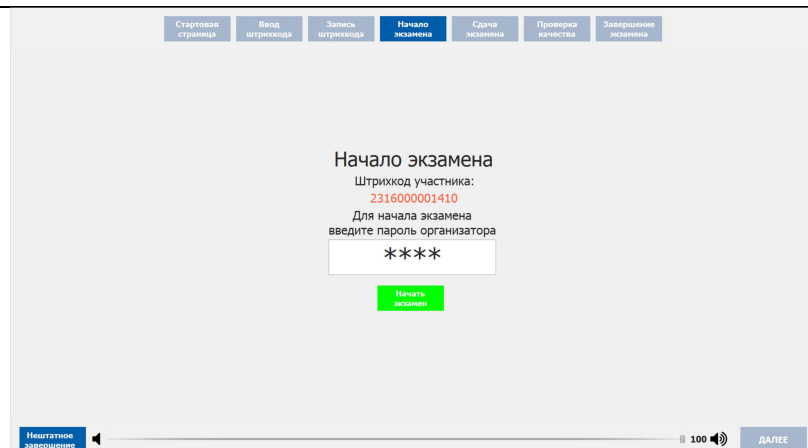 Стартовая
страница
Ввод
штрихкода
Запись
штрихкода
Начало
экзамена
Сдача
экзамена
Проверка
качества
Завершение
экзамена
Начало экзамена
Штрихкод участника:
2316000001410
Для начала экзамена
введите пароль организатора
****
Начать
экзамен
Нештатное
завершение
100
ДАЛЕЕ